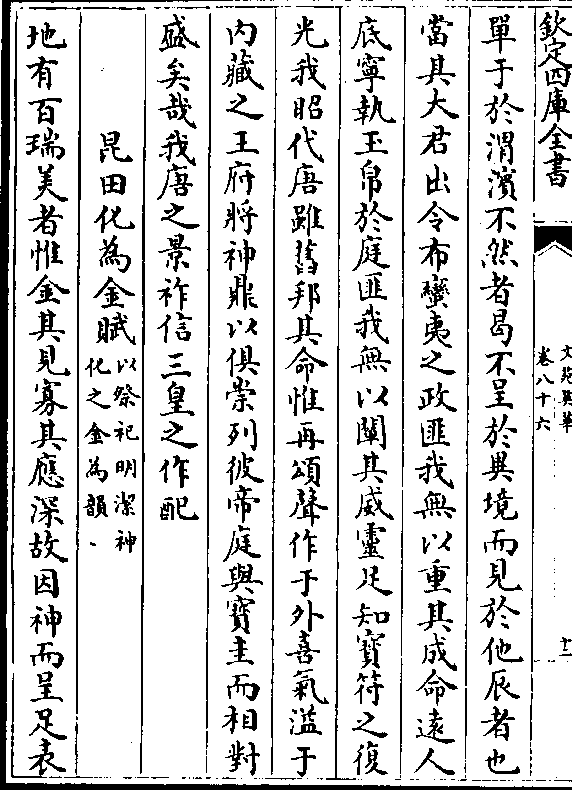 欽定四庫全書
文苑英華
卷八十六
十一
單于於渭濱不然者曷不呈於異境而見於他辰者也
當其大君出令布蠻夷之政匪我無以重其成命遠人
底寧執玉帛於庭匪我無以闡其威靈足知寶符之復
光我昭代唐雖舊邦其命惟再頌聲作于外喜氣溢于
内藏之王府將神鼎以俱崇列彼帝庭與寶圭而相對
盛矣哉我唐之景祚信三皇之作配
昆田化為金賦以祭祀明潔神
化之金為韻、
地有百瑞美者惟金其見寡其應深故因神而呈足表